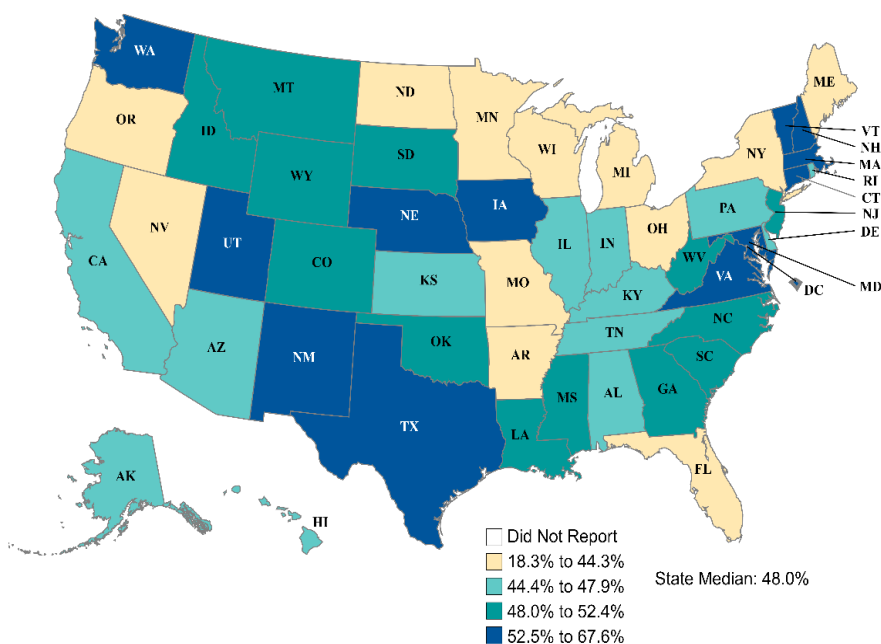 WA
MT
ND
MN
ME
OR
ID
SD
WI
MI
NY
VT
NH
MA
RI
CT
NJ
DE
MD
DC
WY
NE
IA
PA
NV
UT
CO
IL
IN
OH
WV
VA
CA
KS
MO
KY
NC
AZ
NM
OK
AR
TN
SC
TX
LA
MS
AL
GA
FL
AK
HI
Did Not Report
18.3% to 44.3%
44.4% to 47.9%
48.0% to 52.4%
52.5% to 67.6%
State Median: 48.0%